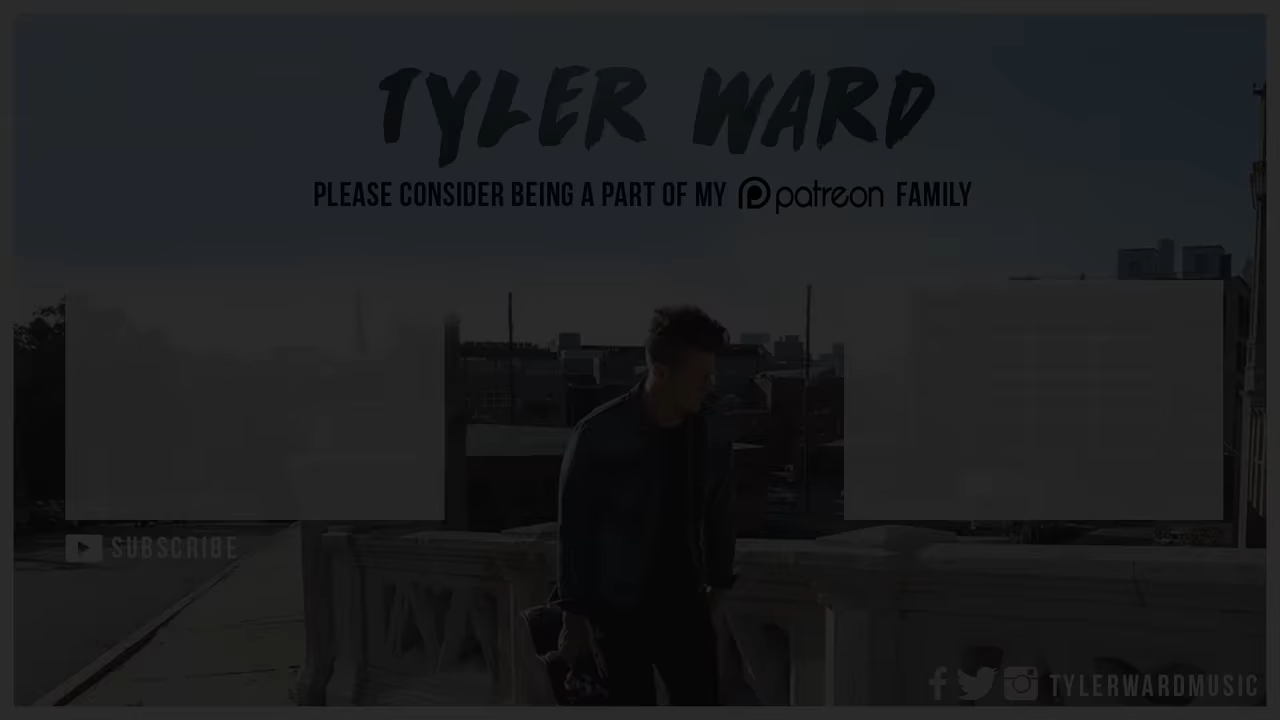 TYLER WARD
PLEASE CONSIDER BEING A PART OF MY patreon FAMILY
SUBSCRIBE
TYLERWARDMUSIC